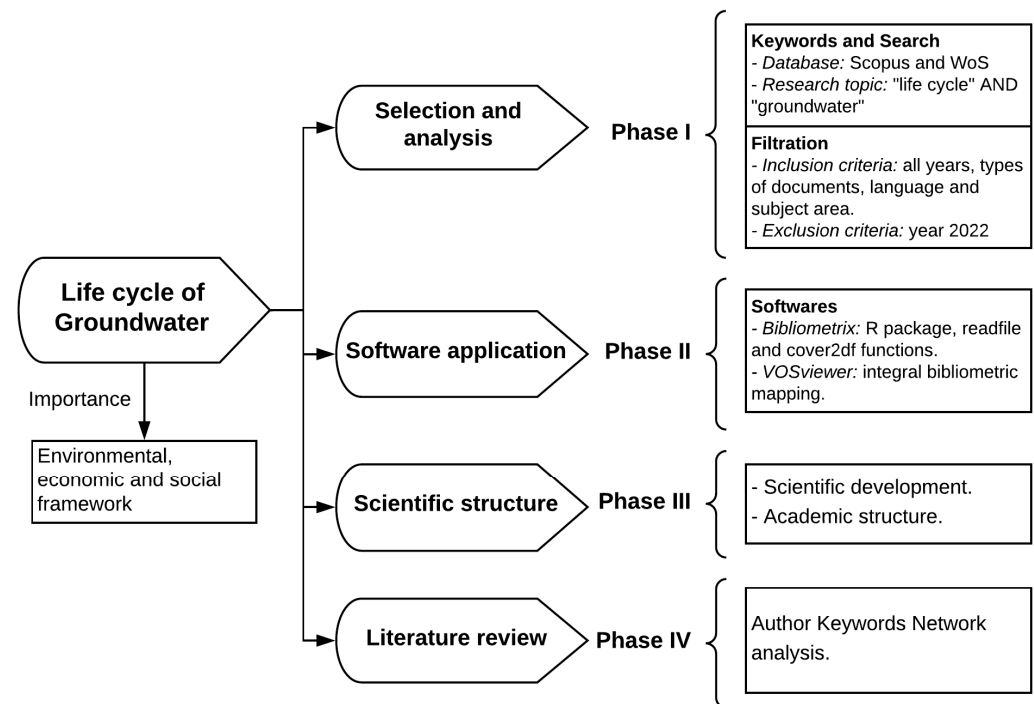 Life cycle of
Groundwater
Importance
Environmental,
economic and social
framework
Selection and
analysis
Phase I
Keywords and Search
- Database: Scopus and WoS
- Research topic: "life cycle" AND
"groundwater"
Filtration
- Inclusion criteria: all years, types
of documents, language and
subject area.
- Exclusion criteria: year 2022
Software application
Phase II
Softwares
- Bibliometrix: R package, readfile
and cover2df functions.
- VOSviewer: integral bibliometric
mapping.
Scientific structure
Phase III
- Scientific development.
- Academic structure.
Literature review
Phase IV
Author Keywords Network
analysis.